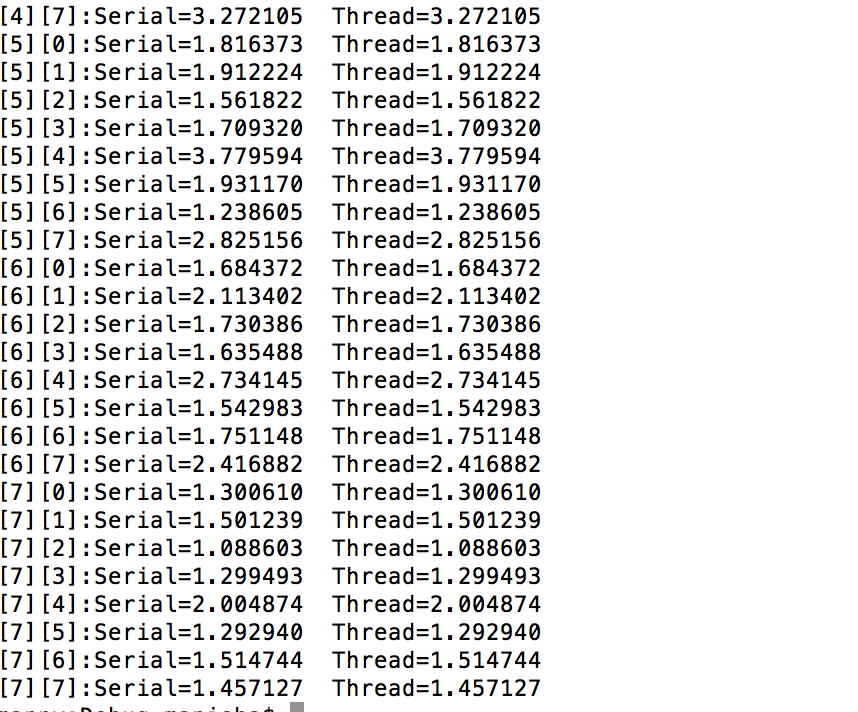 [4][7]:Serial=3.272105  Thread=3.272105
[5][0]:Serial=1.816373  Thread=1.816373
[5][1]:Serial=1.912224  Thread=1.912224
[5][2]:Serial=1.561822  Thread=1.561822
[5][3]:Serial=1.709320  Thread=1.709320
[5][4]:Serial=3.779594  Thread=3.779594
[5][5]:Serial=1.931170  Thread=1.931170
[5][6]:Serial=1.238605  Thread=1.238605
[5][7]:Serial=2.825156  Thread=2.825156
[6][0]:Serial=1.684372  Thread=1.684372
[6][1]:Serial=2.113402  Thread=2.113402
[6][2]:Serial=1.730386  Thread=1.730386
[6][3]:Serial=1.635488  Thread=1.635488
[6][4]:Serial=2.734145  Thread=2.734145
[6][5]:Serial=1.542983  Thread=1.542983
[6][6]:Serial=1.751148  Thread=1.751148
[6][7]:Serial=2.416882  Thread=2.416882
[7][0]:Serial=1.300610  Thread=1.300610
[7][1]:Serial=1.501239  Thread=1.501239
[7][2]:Serial=1.088603  Thread=1.088603
[7][3]:Serial=1.299493  Thread=1.299493
[7][4]:Serial=2.004874  Thread=2.004874
[7][5]:Serial=1.292940  Thread=1.292940
[7][6]:Serial=1.514744  Thread=1.514744
[7][7]:Serial=1.457127  Thread=1.457127